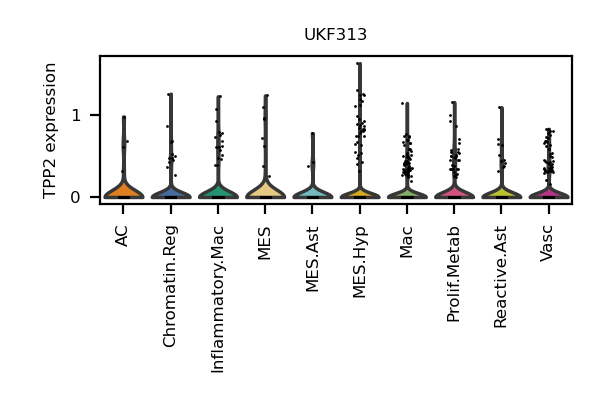 UKF313
TPP2 expression
1
0
AC
Chromatin.Reg
Inflammatory.Mac
MES
MES.Ast
MES.Hyp
Mac
Prolif.Metab
Reactive.Ast
Vasc